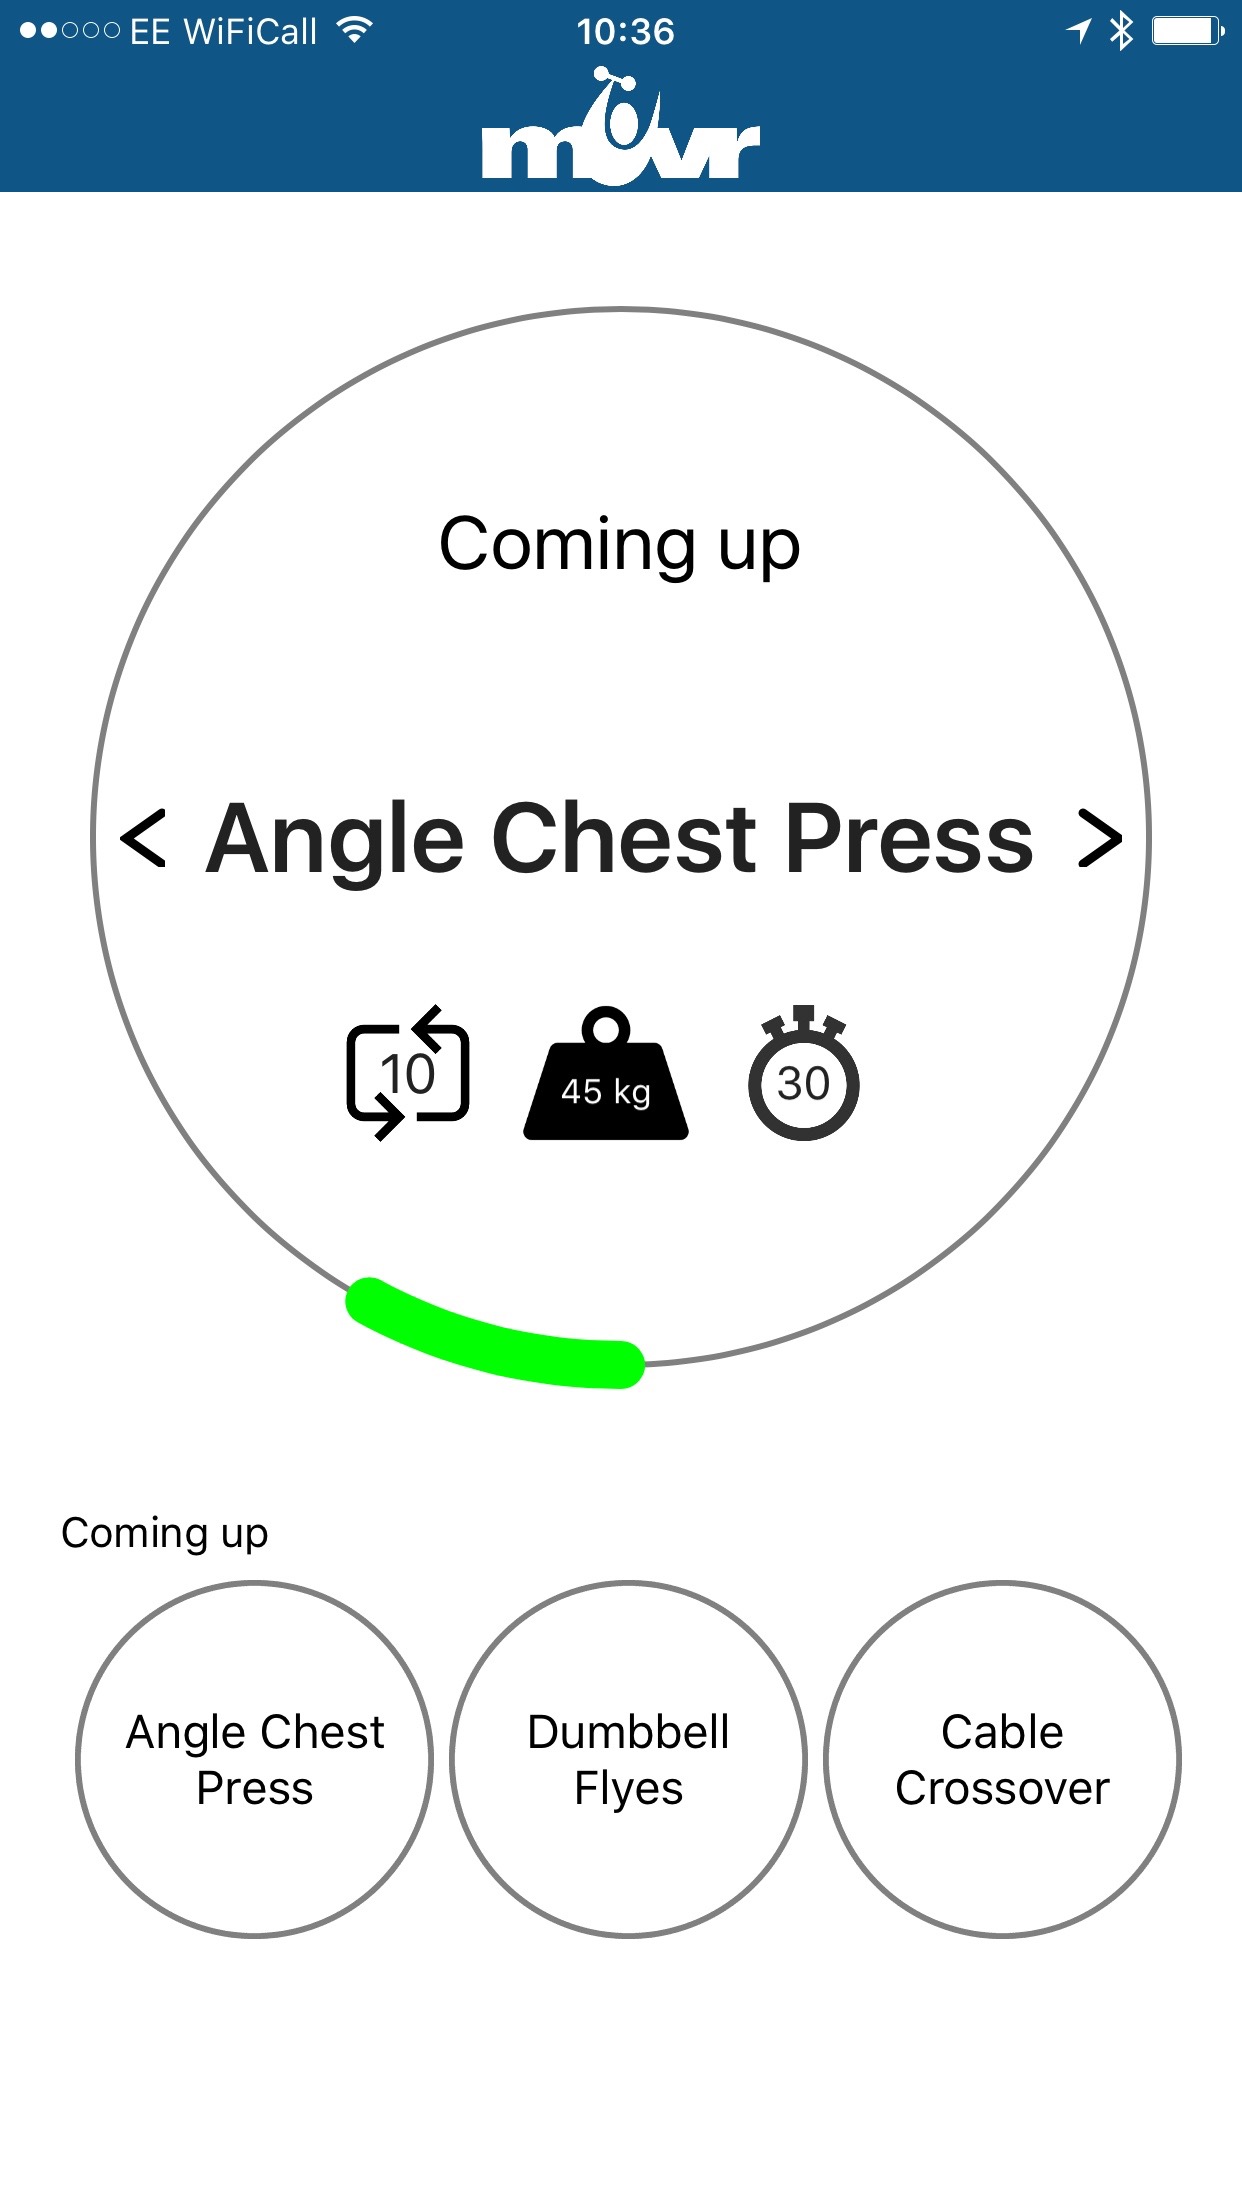 EE WiFiCall 10:36
movr
Coming up
< Angle Chest Press >
10 45 kg 30
Coming up
Angle Chest
Press
Dumbbell
Flyes
Cable
Crossover